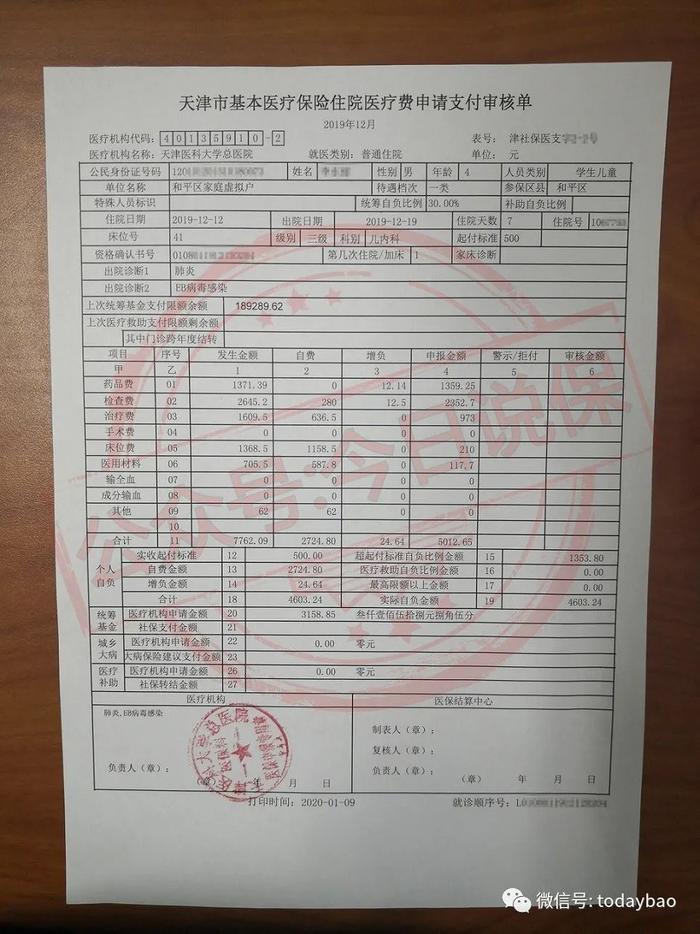 天津市基本医疗保险住院医疗费申请支付审核单
2019年12月
医疗机构代码: 40135910-2 表号: 津社保医支字
医疗机构名称: 天津医科大学总医院 就医类别: 普通住院 单位: 元
公民身份证号码 姓名 性别 男 年龄 4 人员类别 学生儿童
单位名称 和平区家庭虚拟户 待遇档次 一类 参保区县 和平区
特殊人员标识 统筹自负比例 30.00% 补助自负比例
住院日期 2019-12-12 出院日期 2019-12-19 住院天数 7 住院号
床位号 41 级别 三级 科别 儿内科 起付标准 500
资格确认书号 第几次住院/加床 1 家床诊断
出院诊断1 肺炎
出院诊断2 EB病毒感染
上次统筹基金支付限额余额 189289.62
上次医疗救助支付限额剩余额
其中门诊跨年度结转
项目 序号 发生金额 自费 增负 申报金额 警示/拒付 审核金额
甲 乙 1 2 3 4 5 6
药品费 01 1371.39 0 12.14 1359.25
检查费 02 2645.2 280 12.5 2352.7
治疗费 03 1609.5 636.5 0 973
手术费 04 0 0 0 0
床位费 05 1368.5 1158.5 0 210
医用材料 06 705.5 587.8 0 117.7
输全血 07 0 0 0 0
成分输血 08 0 0 0 0
其他 09 62 62 0 0
10
合计 11 7762.09 2724.80 24.64 5012.65
个人自负 实收起付标准 12 500.00 超起付标准自负比例金额 15 1353.80
自费金额 13 2724.80 医疗救助自负比例金额 16 0.00
增负金额 14 24.64 最高限额以上金额 17 0.00
合计 18 4603.24 实际自负金额 19 4603.24
统筹基金 医疗机构申请金额 20 3158.85 叁仟壹佰伍拾捌元捌角伍分
社保支付金额 21
城乡大病 医疗机构申请金额 22 0.00 零元
大病保险建议支付金额 23
医疗补助 医疗机构申请金额 26 0.00 零元
社保转结金额 27
医疗机构 医保结算中心
肺炎,EB病毒感染
制表人（章）:
复核人（章）:
负责人（章）: 年 月 日 负责人（章）:
（章） 年 月 日
打印时间: 2020-01-09 就诊顺序号:
公众号:今日说保
微信号: todaybao